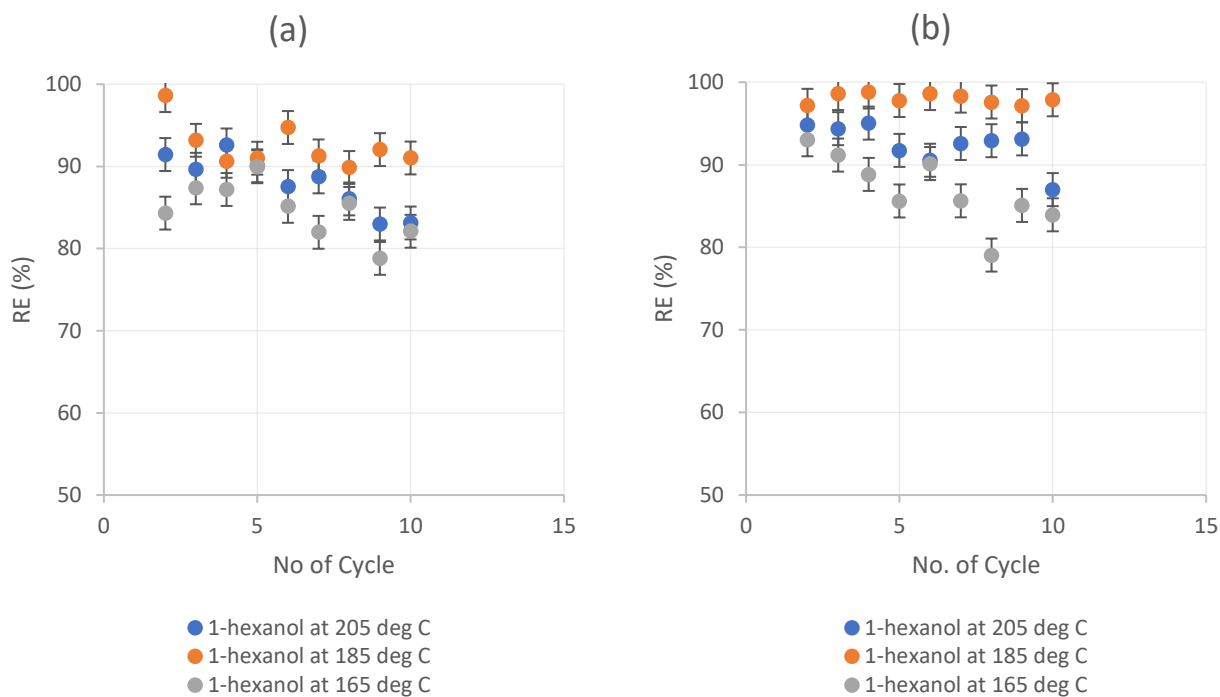 (a)
100
90
80
70
60
50
RE (%)
0 5 10 15
No of Cycle
1-hexanol at 205 deg C
1-hexanol at 185 deg C
1-hexanol at 165 deg C
(b)
100
90
80
70
60
50
RE (%)
0 5 10 15
No. of Cycle
1-hexanol at 205 deg C
1-hexanol at 185 deg C
1-hexanol at 165 deg C